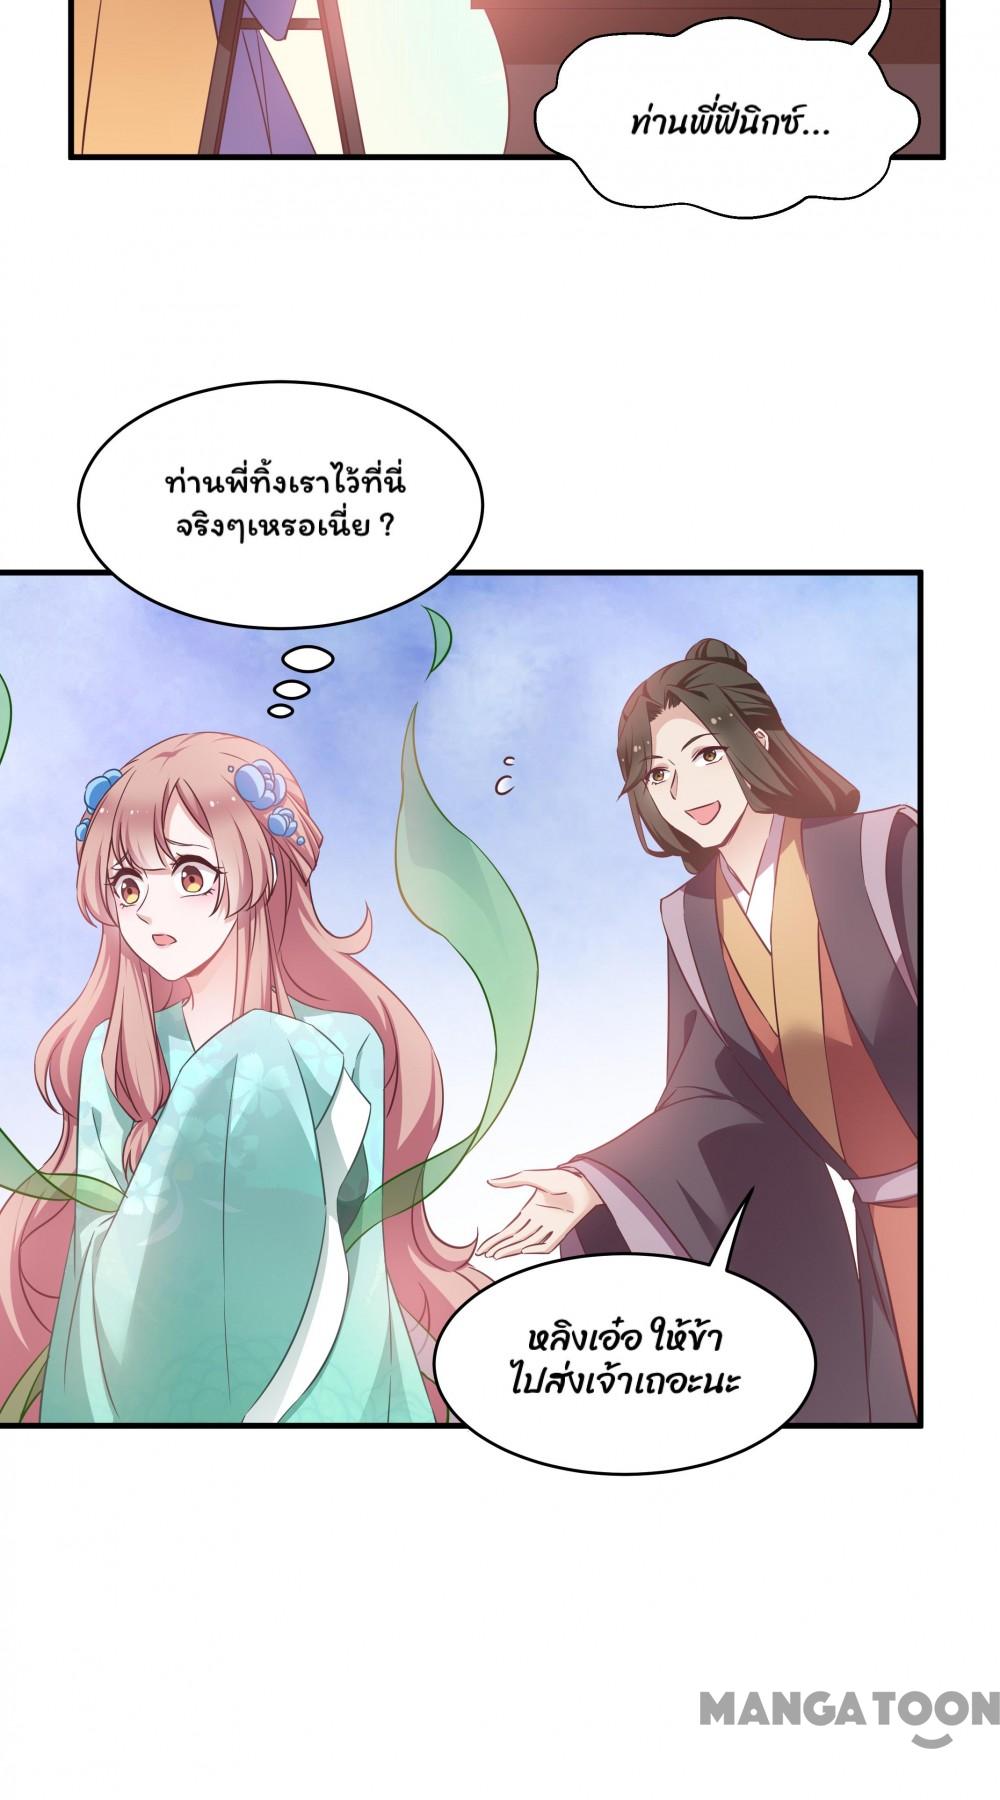 ท่านพี่ฟีนิกซ์...
ท่านพี่ทิ้งเราไว้ที่นี่
จริงๆเหรอเนี่ย ?
หลิงเอ๋อ ให้ข้า
ไปส่งเจ้าเถอะนะ
MANGATOON